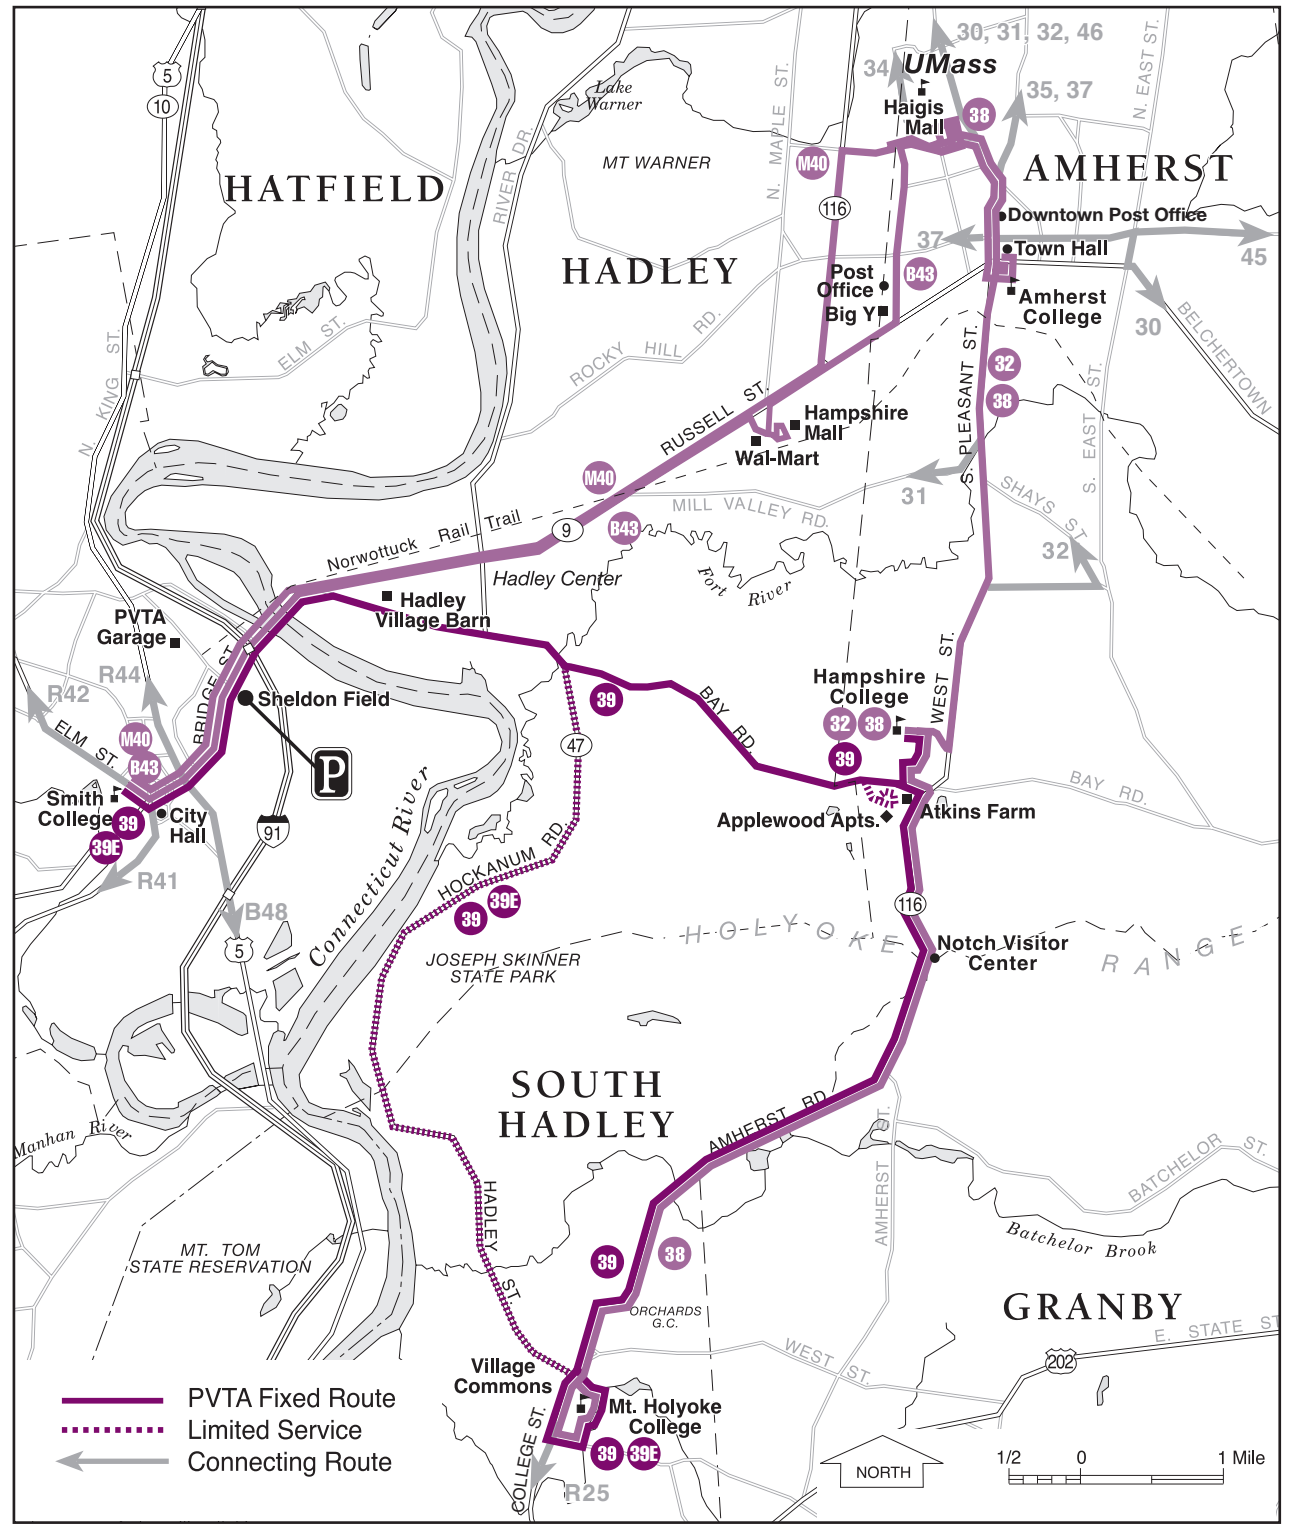 30, 31, 32, 46
34
UMass
35, 37
N. EAST ST.
5
10
Lake
Warner
Haigis
Mall
38
N. MAPLE ST.
RIVER DR.
MT WARNER
M40
AMHERST
HATFIELD
116
Downtown Post Office
37
Town Hall
45
HADLEY
Post
Office
B43
Big Y
Amherst
College
30
BELCHERTOWN
ELM ST.
ROCKY HILL RD.
N. KING ST.
S. PLEASANT ST.
32
38
S. EAST ST.
RUSSELL ST.
Hampshire
Mall
Wal-Mart
M40
31
MILL VALLEY RD.
SHAYS ST.
32
Norwottuck Rail Trail
9
B43
Hadley Center
Fort River
PVTA
Garage
Hadley
Village Barn
R44
R42
BRIDGE ST.
Sheldon Field
39
BAY RD.
Hampshire
College
WEST ST.
32
38
39
ELM ST.
M40
B43
P
47
BAY RD.
Smith
College
39
City
Hall
39E
91
Applewood Apts.
Atkins Farm
R41
B48
Connecticut River
HOCKANUM RD.
39
39E
116
5
HOLYOKE RANGE
Notch Visitor
Center
JOSEPH SKINNER
STATE PARK
SOUTH
HADLEY
Manhan River
AMHERST RD.
AMHERST ST.
BATCHELOR ST.
HADLEY ST.
Batchelor Brook
MT. TOM
STATE RESERVATION
39
38
GRANBY
ORCHARDS
G.C.
E. STATE ST
WEST ST.
202
Village
Commons
Mt. Holyoke
College
COLLEGE ST.
39
39E
R25
PVTA Fixed Route
Limited Service
Connecting Route
NORTH
1/2 0 1 Mile